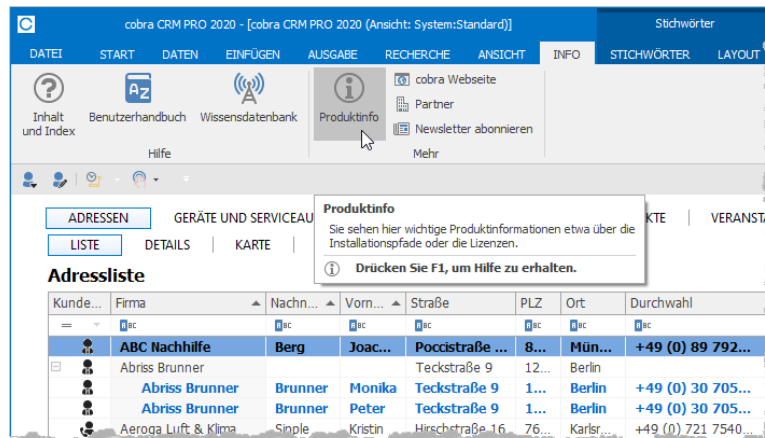 cobra CRM PRO 2020 - [cobra CRM PRO 2020 (Ansicht: System:Standard)]
Stichwörter
DATEI START DATEN EINFÜGEN AUSGABE RECHERCHE ANSICHT INFO STICHWÖRTER LAYOUT
Inhalt und Index
Benutzerhandbuch
Wissensdatenbank
Hilfe
Produktinfo
cobra Webseite
Partner
Newsletter abonnieren
Mehr
Produktinfo
Sie sehen hier wichtige Produktinformationen etwa über die
Installationspfade oder die Lizenzen.
Drücken Sie F1, um Hilfe zu erhalten.
ADRESSEN GERÄTE UND SERVICEAU KTE VERANST
LISTE DETAILS KARTE
Adressliste
Kunde... Firma Nachn... Vorn... Straße PLZ Ort Durchwahl
ABC Nachhilfe Berg Joac... Poccistraße ... 8... Mün... +49 (0) 89 792...
Abriss Brunner Teckstraße 9 12... Berlin
Abriss Brunner Brunner Monika Teckstraße 9 1... Berlin +49 (0) 30 705...
Abriss Brunner Brunner Peter Teckstraße 9 1... Berlin +49 (0) 30 705...
Aeroga Luft & Klima Sipple Kristin Hirschstraße 16 76... Karlsr... +49 (0) 721 7540...